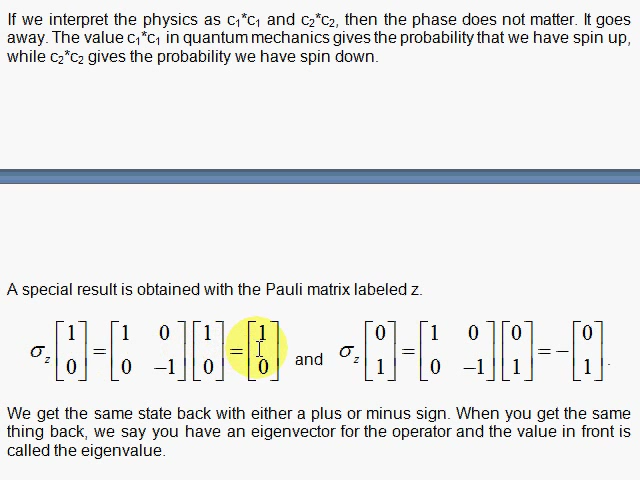 If we interpret the physics as c₁*c₁ and c₂*c₂, then the phase does not matter. It goes
away. The value c₁*c₁ in quantum mechanics gives the probability that we have spin up,
while c₂*c₂ gives the probability we have spin down.
A special result is obtained with the Pauli matrix labeled z.
σ_z [1 0] = [1 0 0 −1] [1 0] = [1 0] and σ_z [0 1] = [1 0 0 −1] [0 1] = −[0 1].
We get the same state back with either a plus or minus sign. When you get the same
thing back, we say you have an eigenvector for the operator and the value in front is
called the eigenvalue.